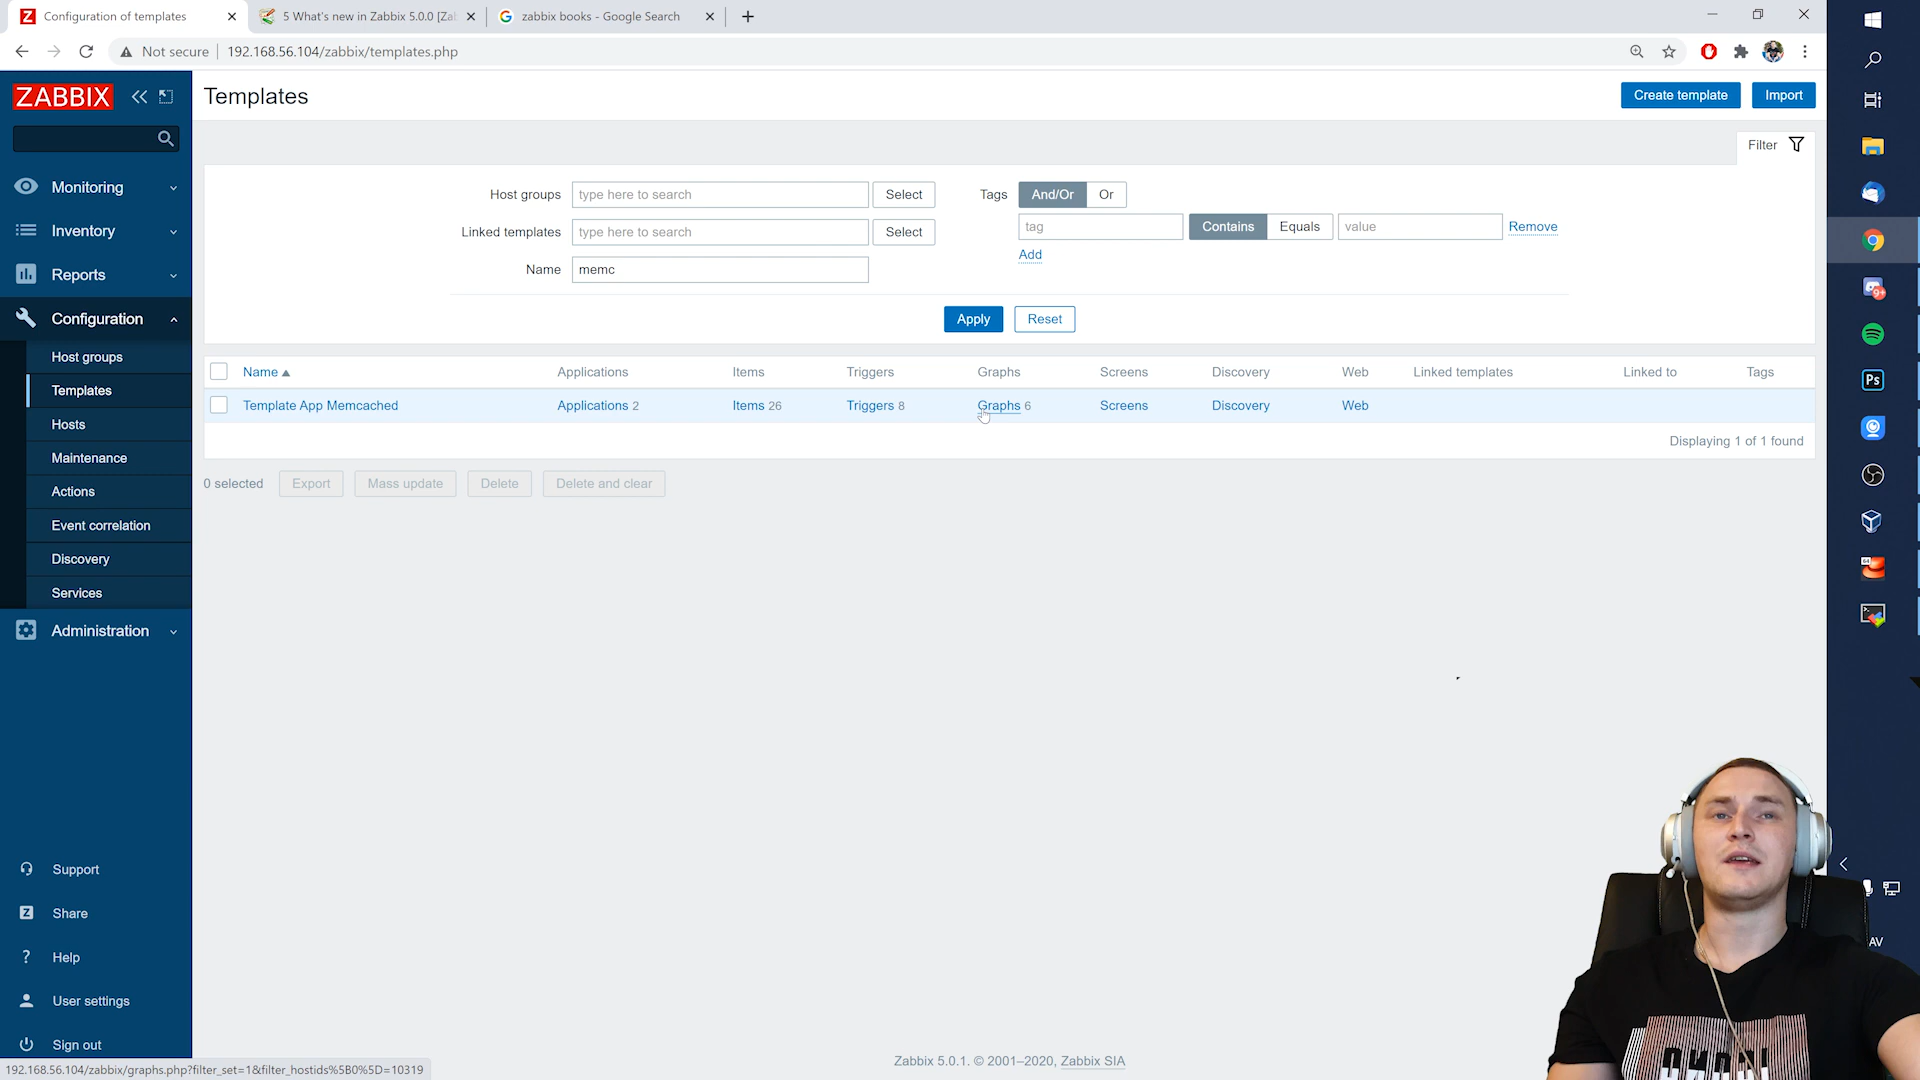 Configuration of templates
5 What's new in Zabbix 5.0.0 [Zab
zabbix books - Google Search
Not secure
192.168.56.104/zabbix/templates.php
ZABBIX
Templates
Create template
Import
Filter
Monitoring
Inventory
Reports
Configuration
Host groups
Templates
Hosts
Maintenance
Actions
Event correlation
Discovery
Services
Administration
Support
Share
Help
User settings
Sign out
Host groups
type here to search
Select
Linked templates
type here to search
Select
Name
memc
Tags
And/Or
Or
tag
Contains
Equals
value
Remove
Add
Apply
Reset
Name
Applications
Items
Triggers
Graphs
Screens
Discovery
Web
Linked templates
Linked to
Tags
Template App Memcached
Applications 2
Items 26
Triggers 8
Graphs 6
Screens
Discovery
Web
Displaying 1 of 1 found
0 selected
Export
Mass update
Delete
Delete and clear
Zabbix 5.0.1. © 2001–2020, Zabbix SIA
192.168.56.104/zabbix/graphs.php?filter_set=1&filter_hostids%5B0%5D=10319
Ps
9+
64